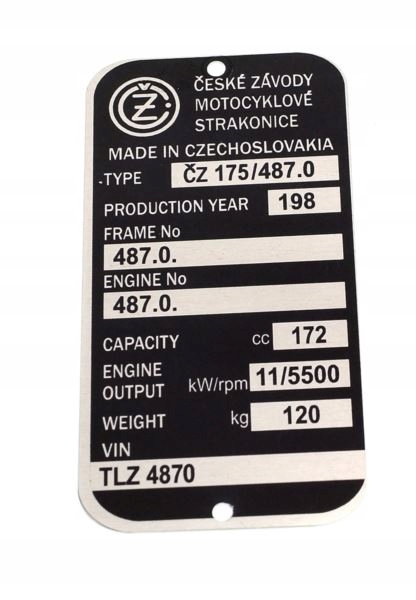 ČZ
ČESKÉ ZÁVODY
MOTOCYKLOVÉ
STRAKONICE
MADE IN CZECHOSLOVAKIA
-TYPE ČZ 175/487.0
PRODUCTION YEAR 198
FRAME No
487.0.
ENGINE No
487.0.
CAPACITY cc 172
ENGINE
OUTPUT kW/rpm 11/5500
WEIGHT kg 120
VIN
TLZ 4870